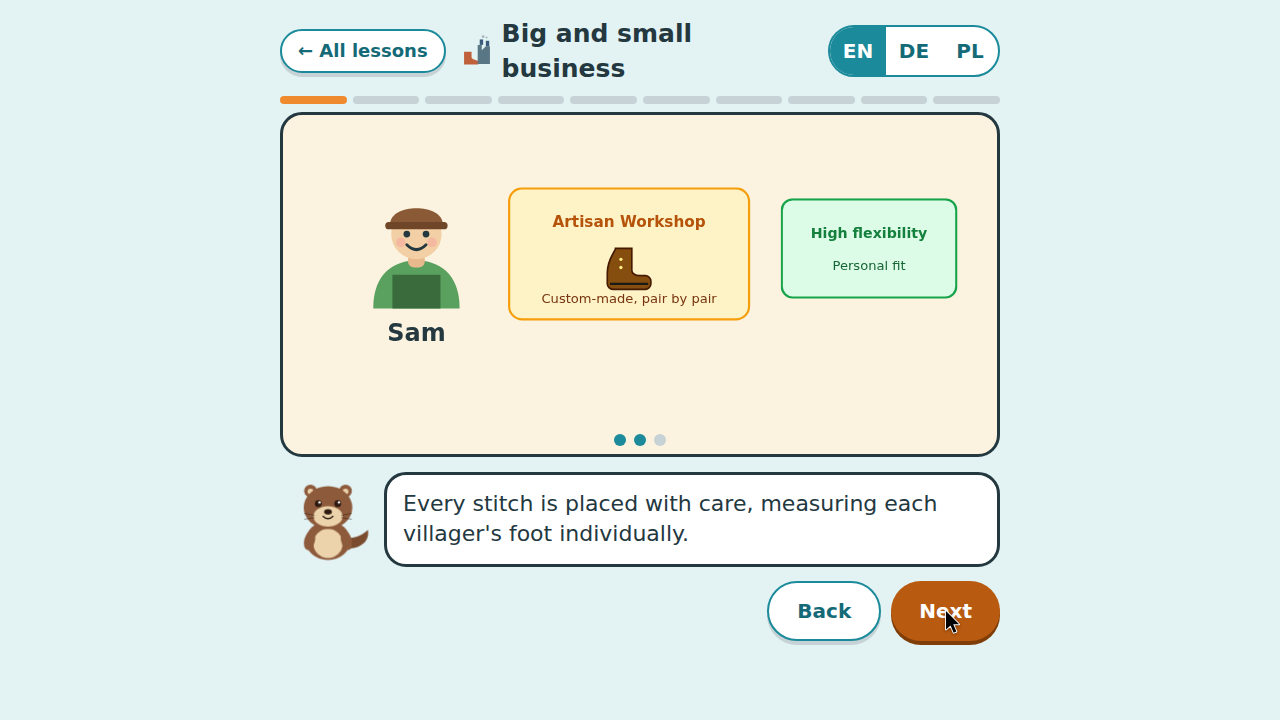 ← All lessons
Big and small
business
EN DE PL
Artisan Workshop
Custom-made, pair by pair
High flexibility
Personal fit
Sam
Every stitch is placed with care, measuring each
villager's foot individually.
Back
Next